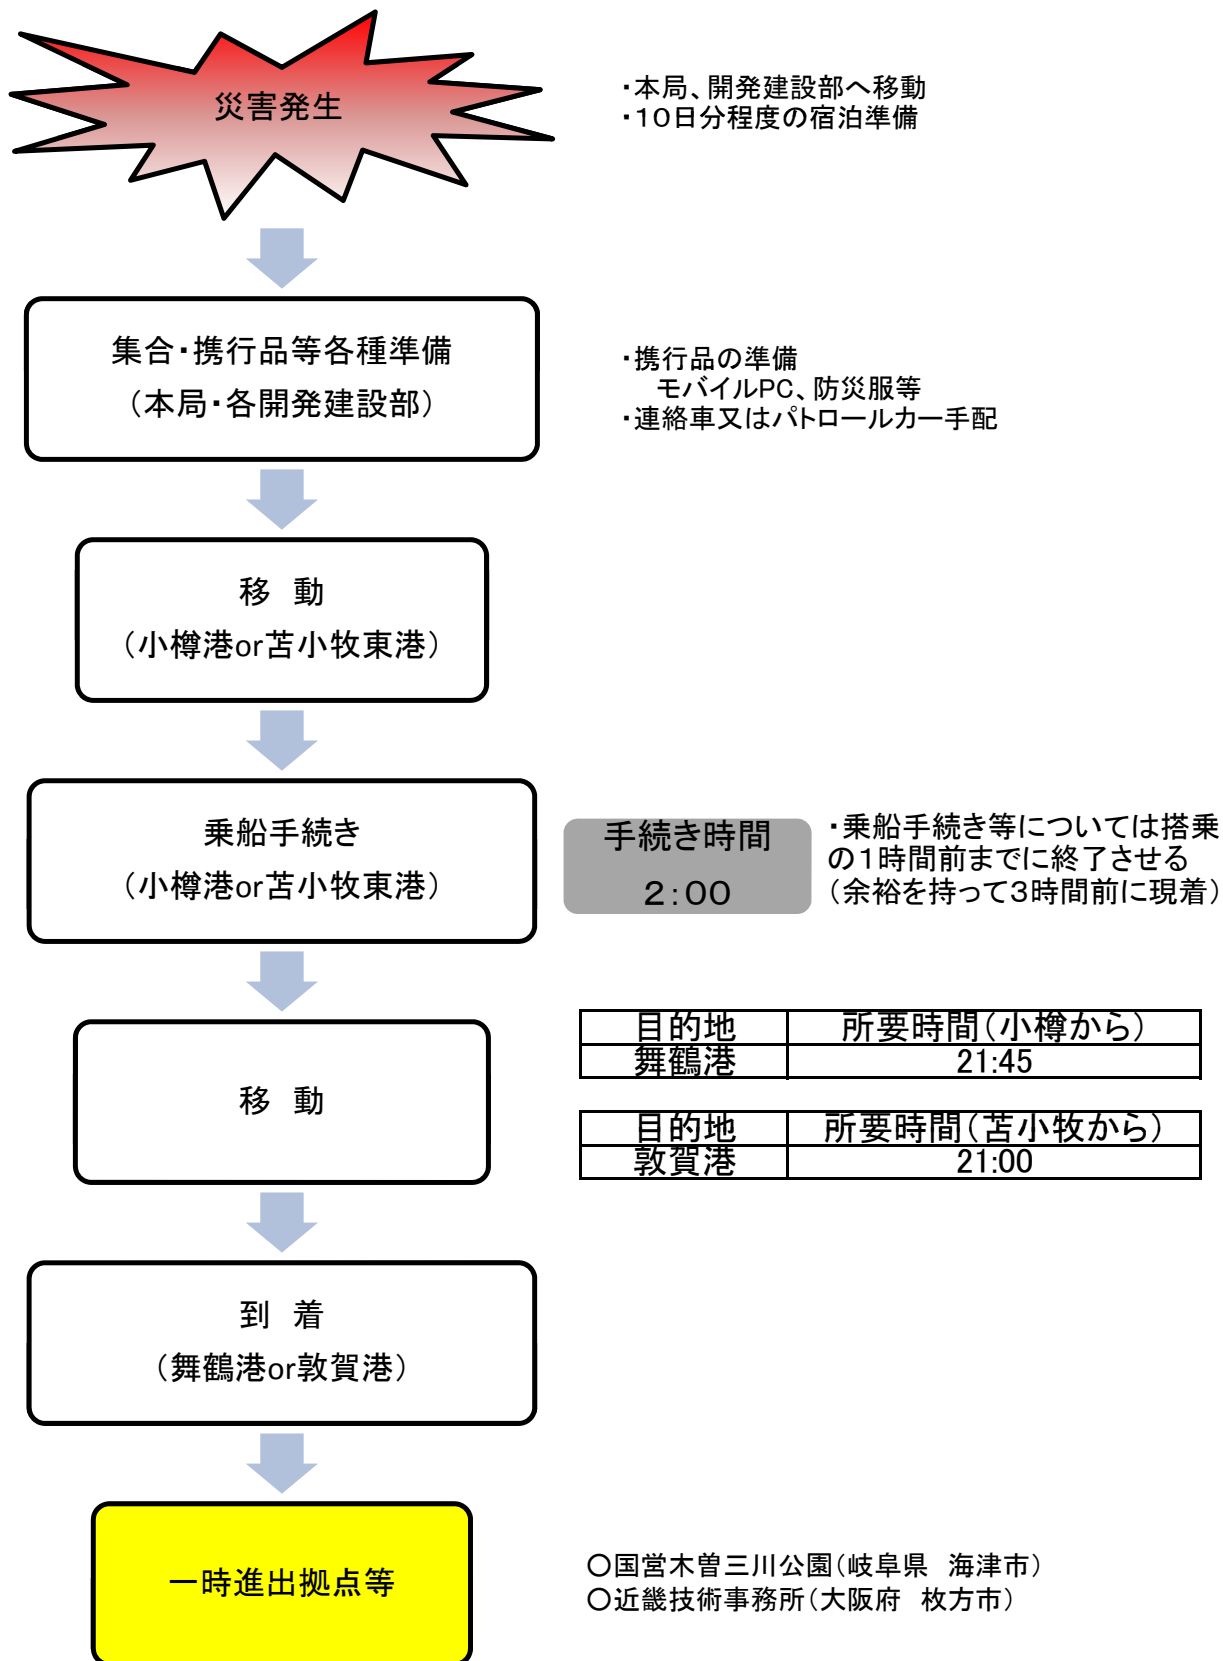 災害発生
・本局、開発建設部へ移動
・１０日分程度の宿泊準備
集合・携行品等各種準備
（本局・各開発建設部）
・携行品の準備
モバイルPC、防災服等
・連絡車又はパトロールカー手配
移　動
（小樽港or苫小牧東港）
乗船手続き
（小樽港or苫小牧東港）
手続き時間
２：００
・乗船手続き等については搭乗
の１時間前までに終了させる
（余裕を持って３時間前に現着）
移　動
目的地 所要時間（小樽から）
舞鶴港 21:45
目的地 所要時間（苫小牧から）
敦賀港 21:00
到　着
（舞鶴港or敦賀港）
一時進出拠点等
○国営木曽三川公園（岐阜県　海津市）
○近畿技術事務所（大阪府　枚方市）